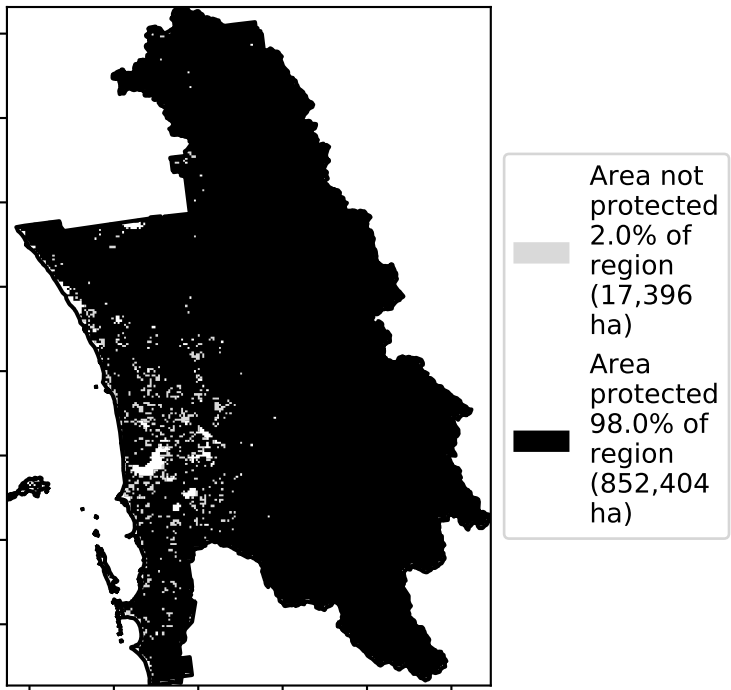 Area not
protected
2.0% of
region
(17,396
ha)
Area
protected
98.0% of
region
(852,404
ha)